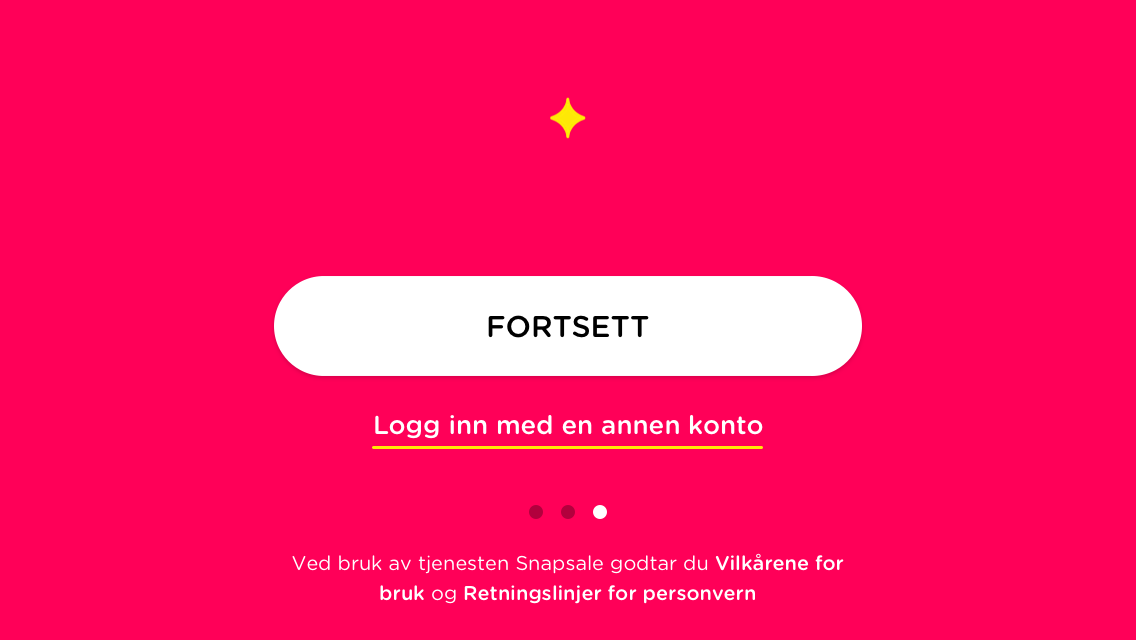 FORTSETT
Logg inn med en annen konto
Ved bruk av tjenesten Snapsale godtar du Vilkårene for
bruk og Retningslinjer for personvern